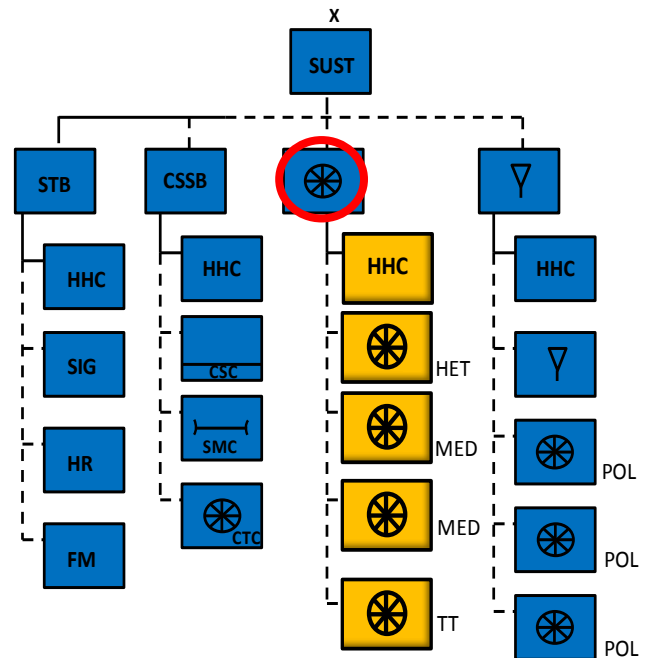 X
SUST
STB
CSSB
HHC
HHC
HHC
HHC
SIG
CSC
HET
HR
SMC
MED
POL
FM
CTC
MED
POL
TT
POL